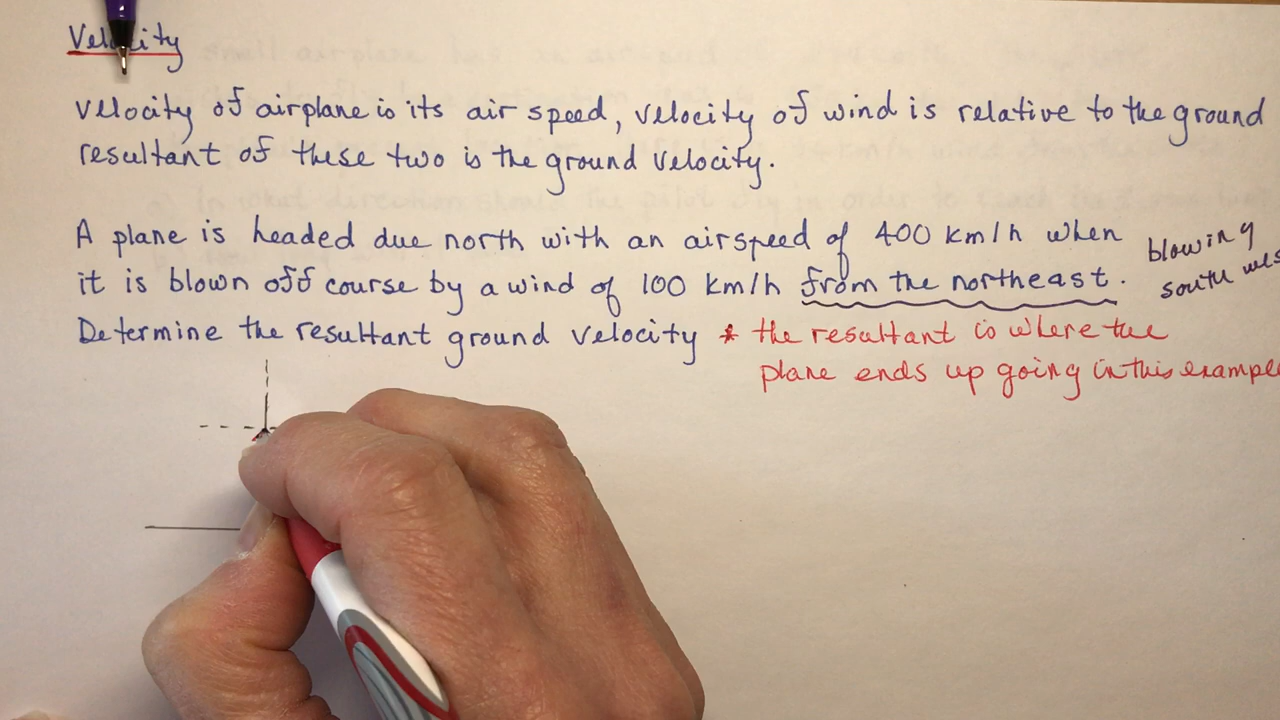 Velocity
velocity of airplane is its air speed, velocity of wind is relative to the ground
resultant of these two is the ground velocity.
A plane is headed due north with an airspeed of 400 km/h when
it is blown off course by a wind of 100 km/h from the northeast.
blowing
south wes
Determine the resultant ground velocity * the resultant is where the
plane ends up going in this example